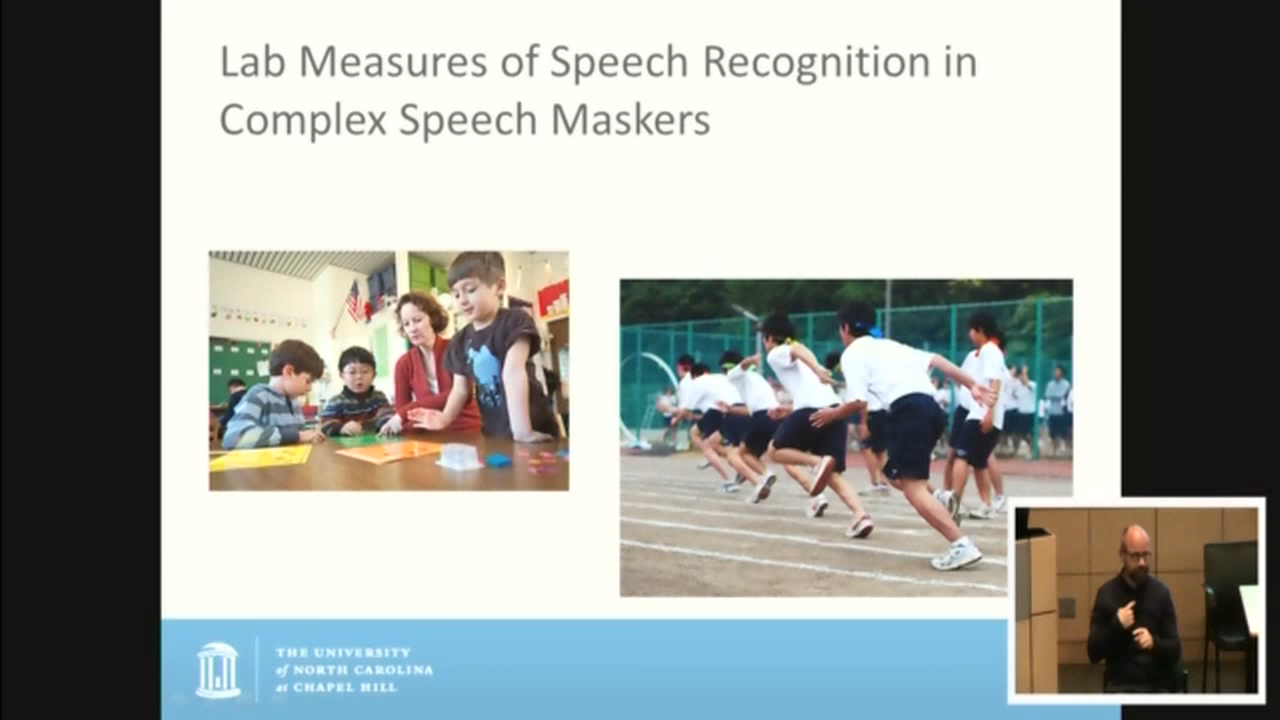 Lab Measures of Speech Recognition in
Complex Speech Maskers
THE UNIVERSITY
of NORTH CAROLINA
at CHAPEL HILL